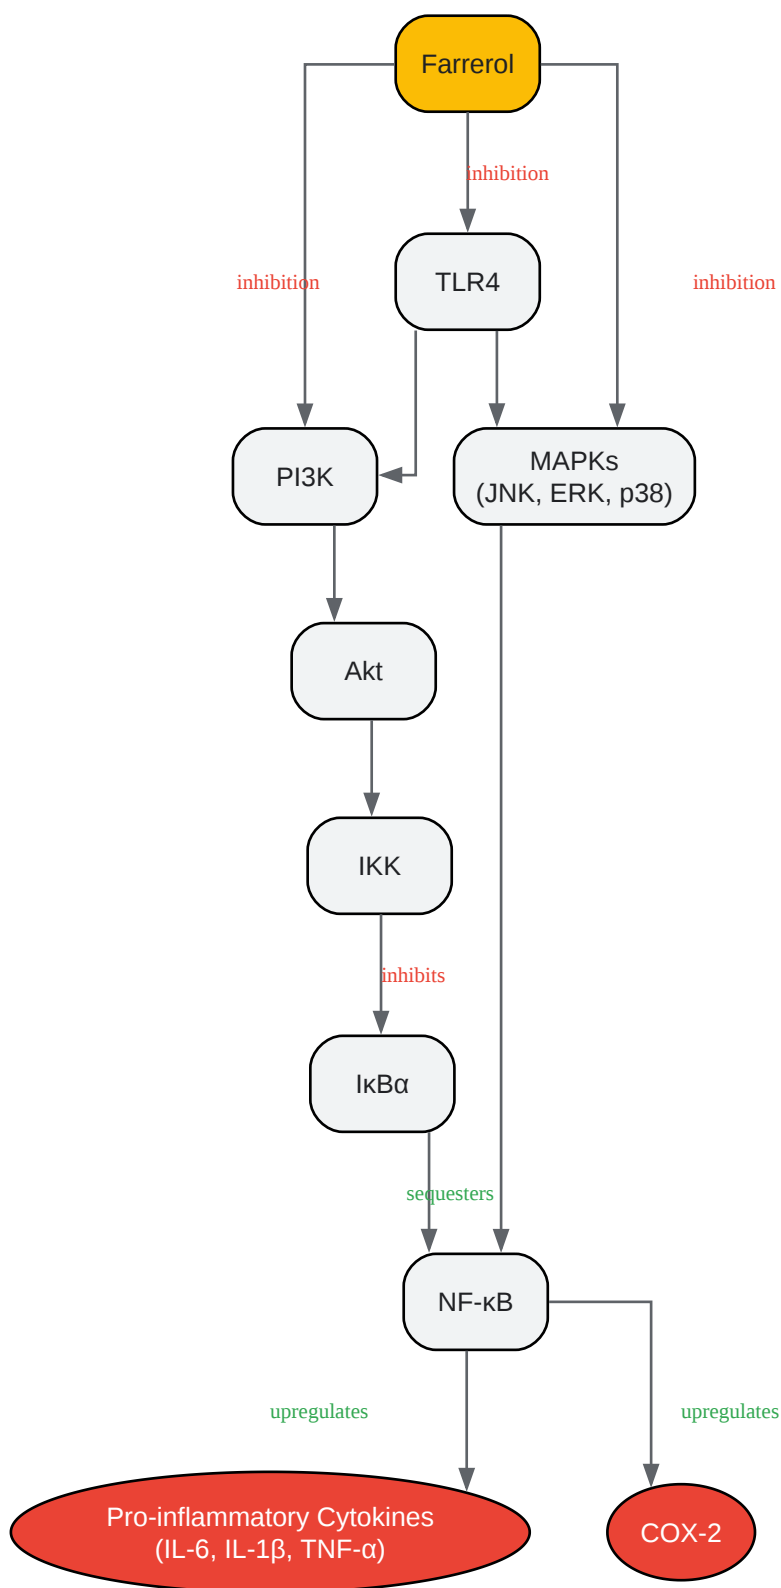 Farrerol
inhibition
TLR4
inhibition
inhibition
PI3K
MAPKs
(JNK, ERK, p38)
Akt
IKK
inhibits
IκBα
sequesters
NF-κB
upregulates
upregulates
Pro-inflammatory Cytokines
(IL-6, IL-1β, TNF-α)
COX-2